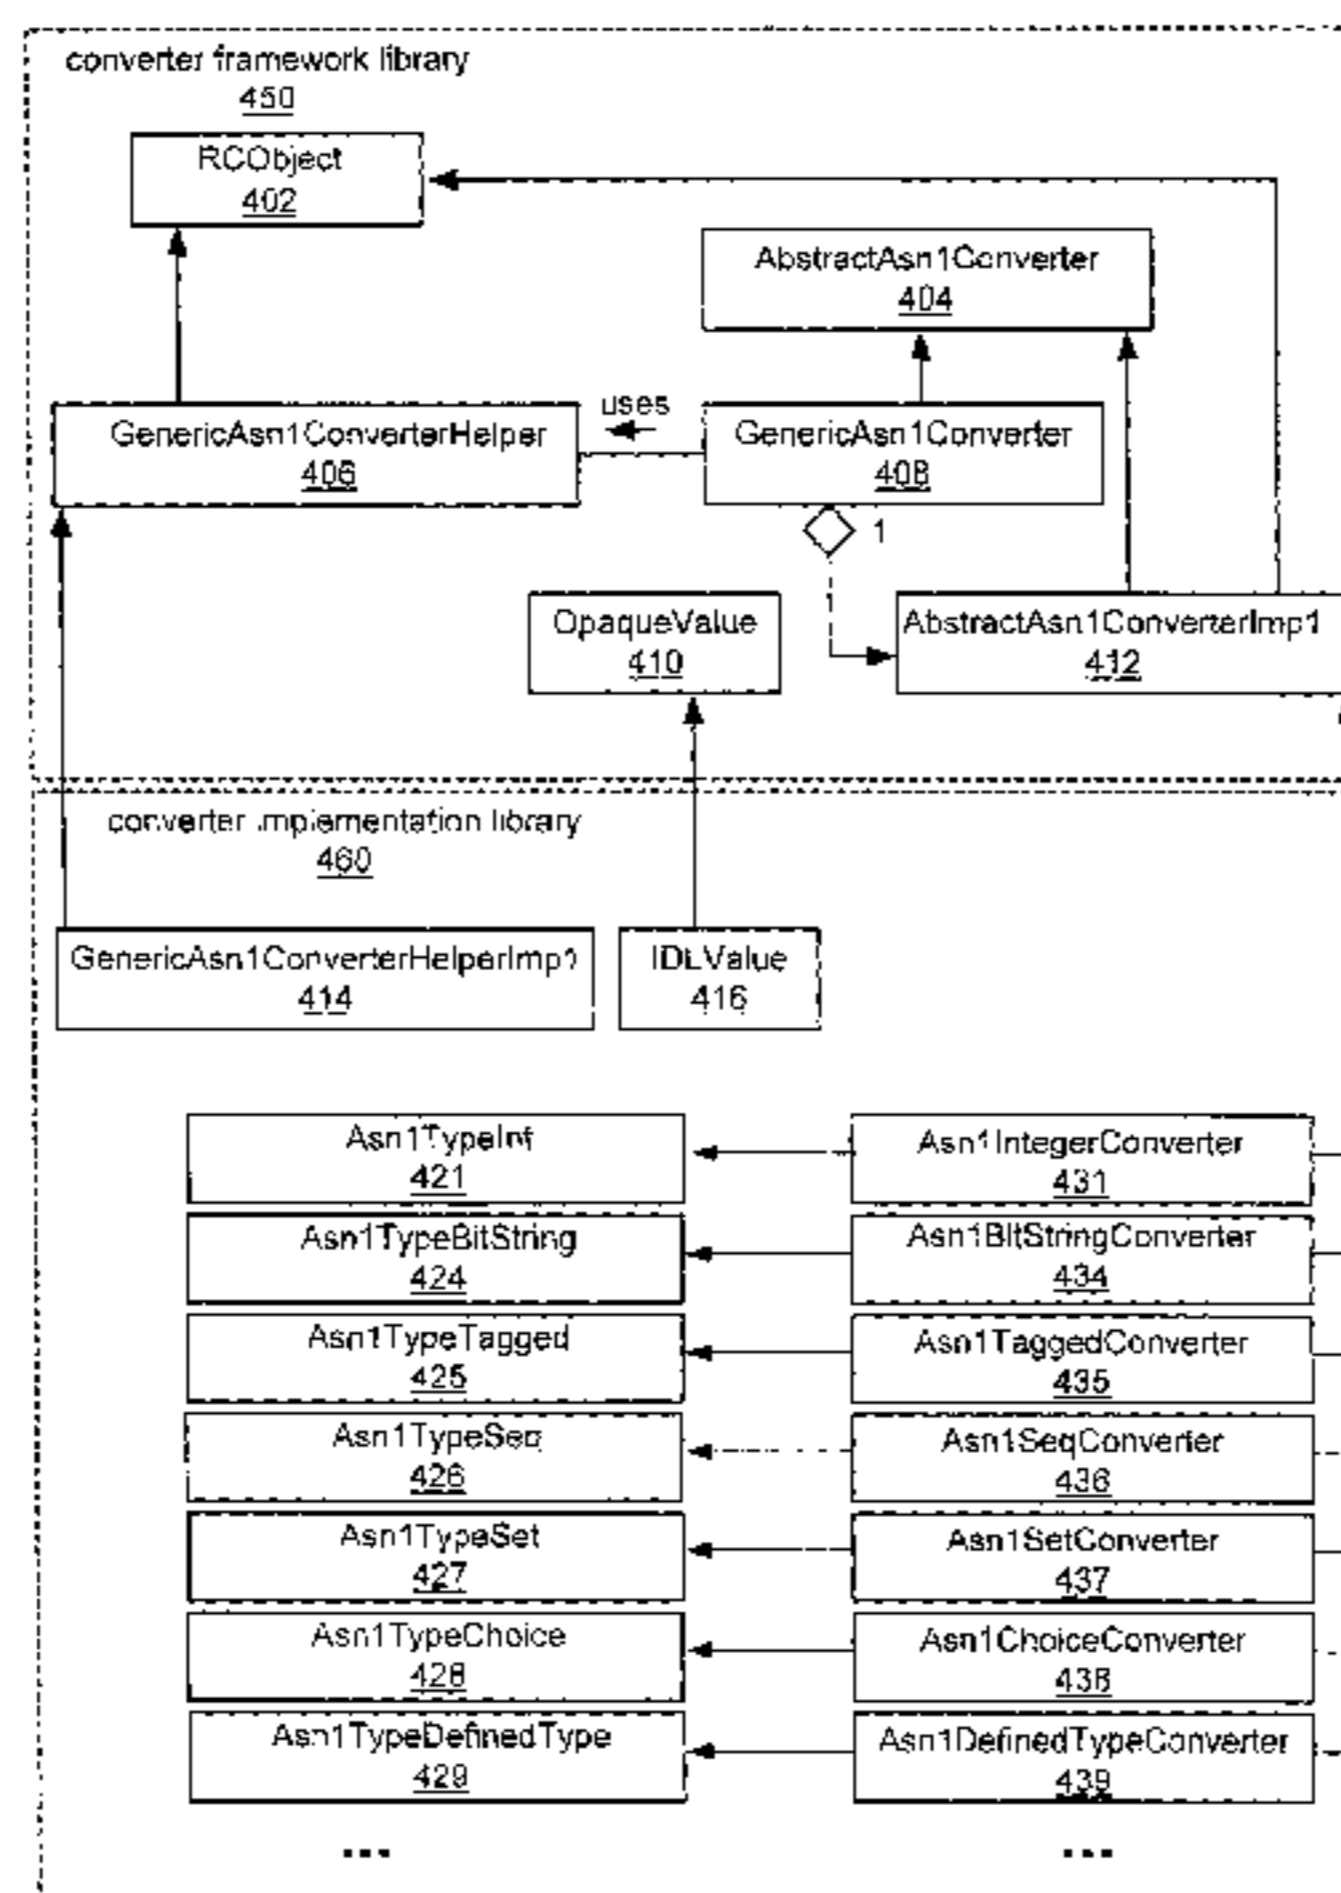 converter framework library
450
RCObject
402
AbstractAsn1Converter
404
uses
GenericAsn1ConverterHelper
406
GenericAsn1Converter
408
1
OpaqueValue
410
AbstractAsn1ConverterImp1
412
converter implementation library
460
GenericAsn1ConverterHelperImp1
414
IDLValue
416
Asn1TypeInt
421
Asn1IntegerConverter
431
Asn1TypeBitString
424
Asn1BitStringConverter
434
Asn1TypeTagged
425
Asn1TaggedConverter
435
Asn1TypeSeq
426
Asn1SeqConverter
436
Asn1TypeSet
427
Asn1SetConverter
437
Asn1TypeChoice
428
Asn1ChoiceConverter
438
Asn1TypeDefinedType
429
Asn1DefinedTypeConverter
439
...
...